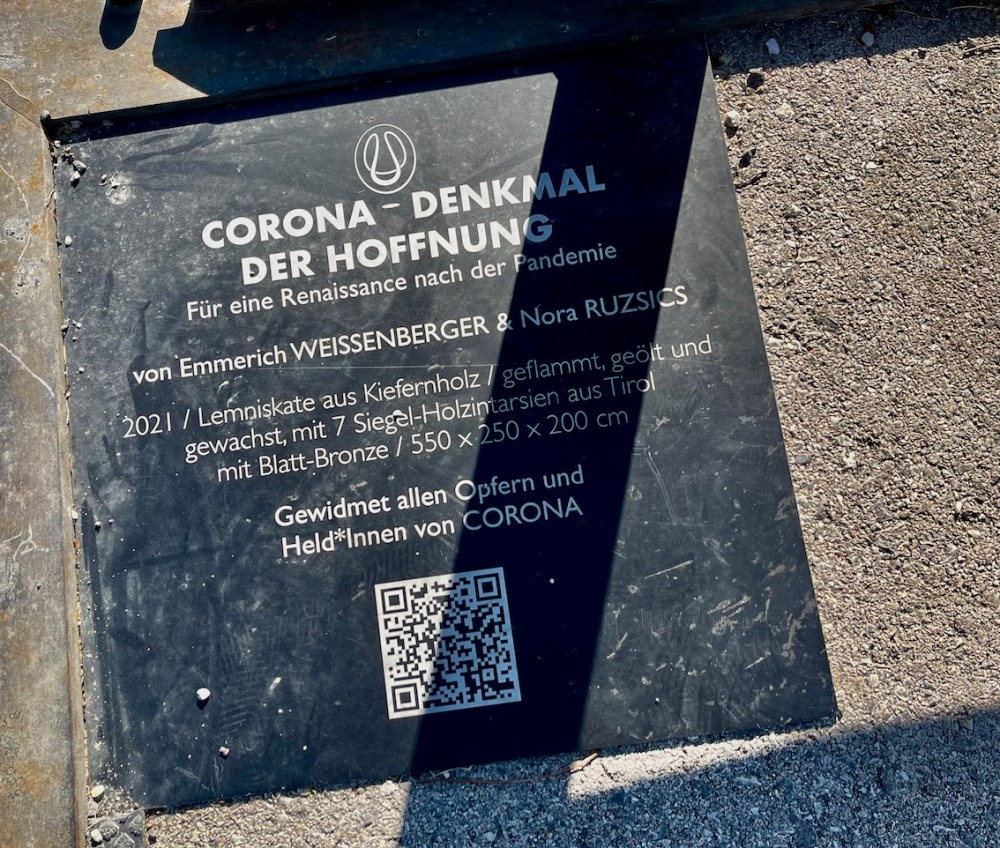 CORONA – DENKMAL
DER HOFFNUNG
Für eine Renaissance nach der Pandemie
von Emmerich WEISSENBERGER & Nora RUZSICS
2021 / Lemniskate aus Kiefernholz / geflammt, geölt und
gewachst, mit 7 Siegel-Holzintarsien aus Tirol
mit Blatt-Bronze / 550 x 250 x 200 cm
Gewidmet allen Opfern und
Held*Innen von CORONA